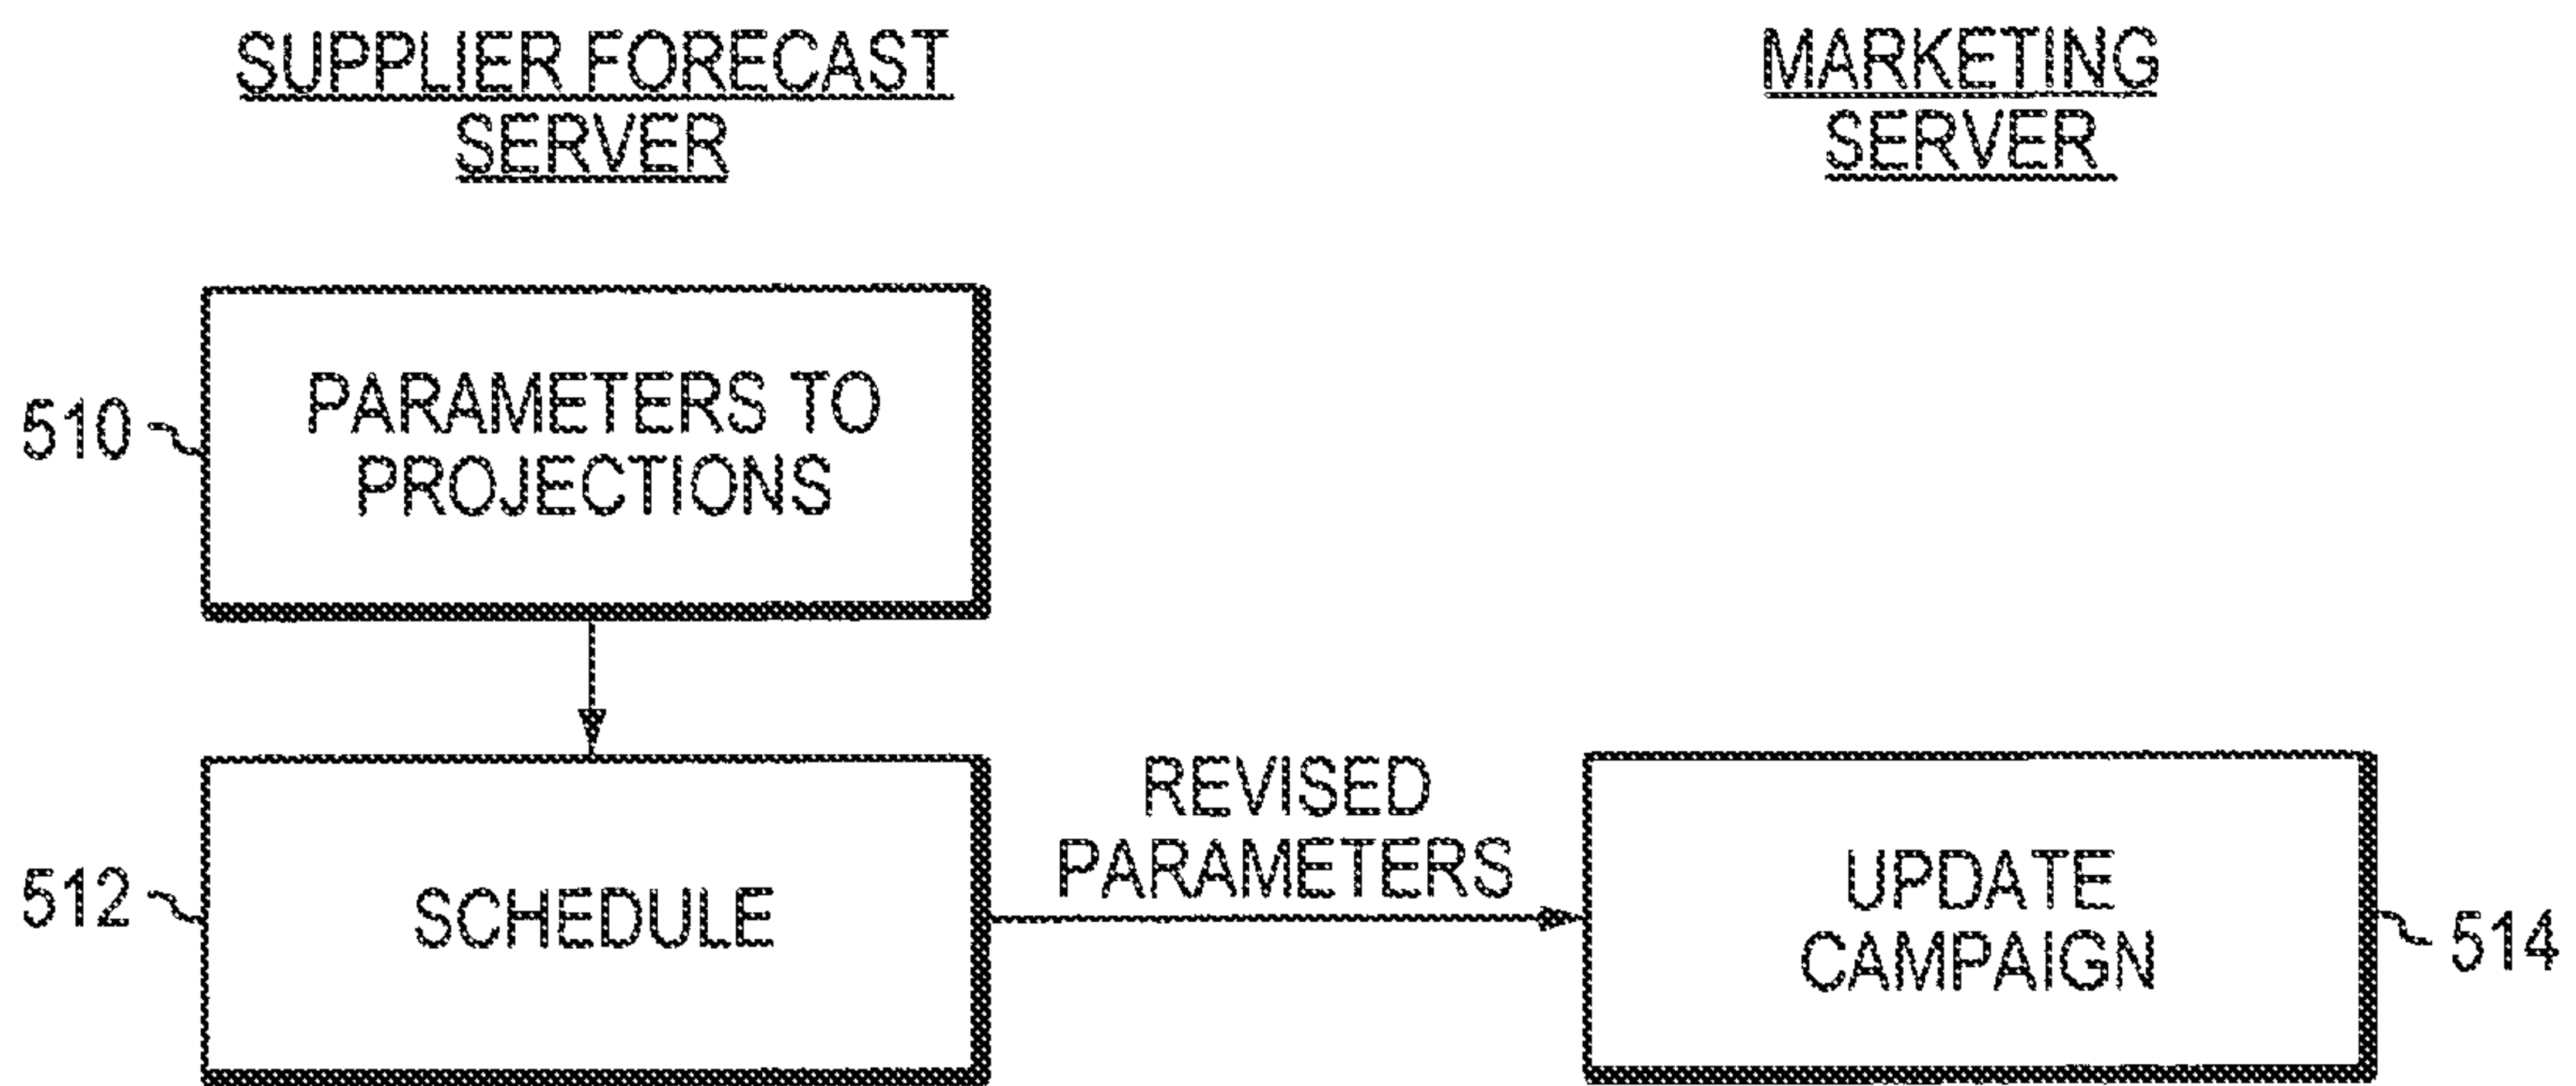 SUPPLIER FORECAST
SERVER
MARKETING
SERVER
510
PARAMETERS TO
PROJECTIONS
512
SCHEDULE
REVISED
PARAMETERS
UPDATE
CAMPAIGN
514